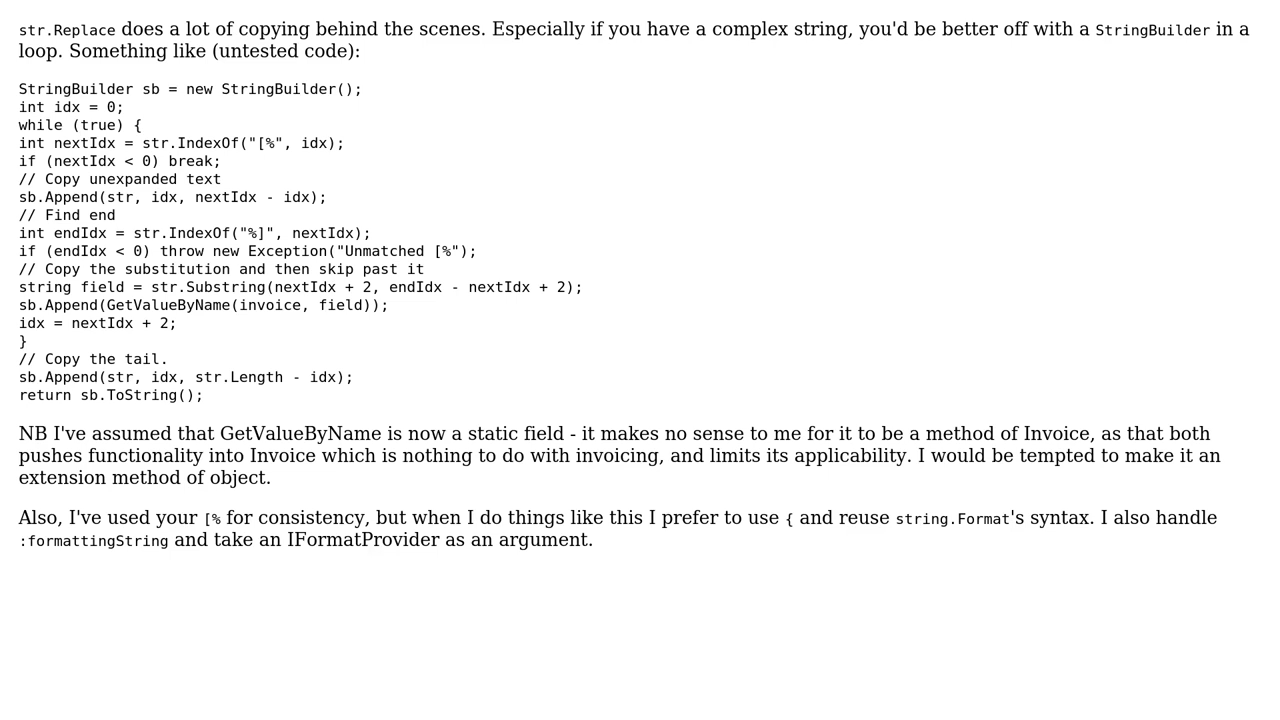 str.Replace does a lot of copying behind the scenes. Especially if you have a complex string, you'd be better off with a StringBuilder in a
loop. Something like (untested code):
StringBuilder sb = new StringBuilder();
int idx = 0;
while (true) {
int nextIdx = str.IndexOf("[%", idx);
if (nextIdx < 0) break;
// Copy unexpanded text
sb.Append(str, idx, nextIdx - idx);
// Find end
int endIdx = str.IndexOf("%]", nextIdx);
if (endIdx < 0) throw new Exception("Unmatched [%");
// Copy the substitution and then skip past it
string field = str.Substring(nextIdx + 2, endIdx - nextIdx + 2);
sb.Append(GetValueByName(invoice, field));
idx = nextIdx + 2;
}
// Copy the tail.
sb.Append(str, idx, str.Length - idx);
return sb.ToString();
NB I've assumed that GetValueByName is now a static field - it makes no sense to me for it to be a method of Invoice, as that both
pushes functionality into Invoice which is nothing to do with invoicing, and limits its applicability. I would be tempted to make it an
extension method of object.
Also, I've used your [% for consistency, but when I do things like this I prefer to use { and reuse string.Format's syntax. I also handle
:formattingString and take an IFormatProvider as an argument.